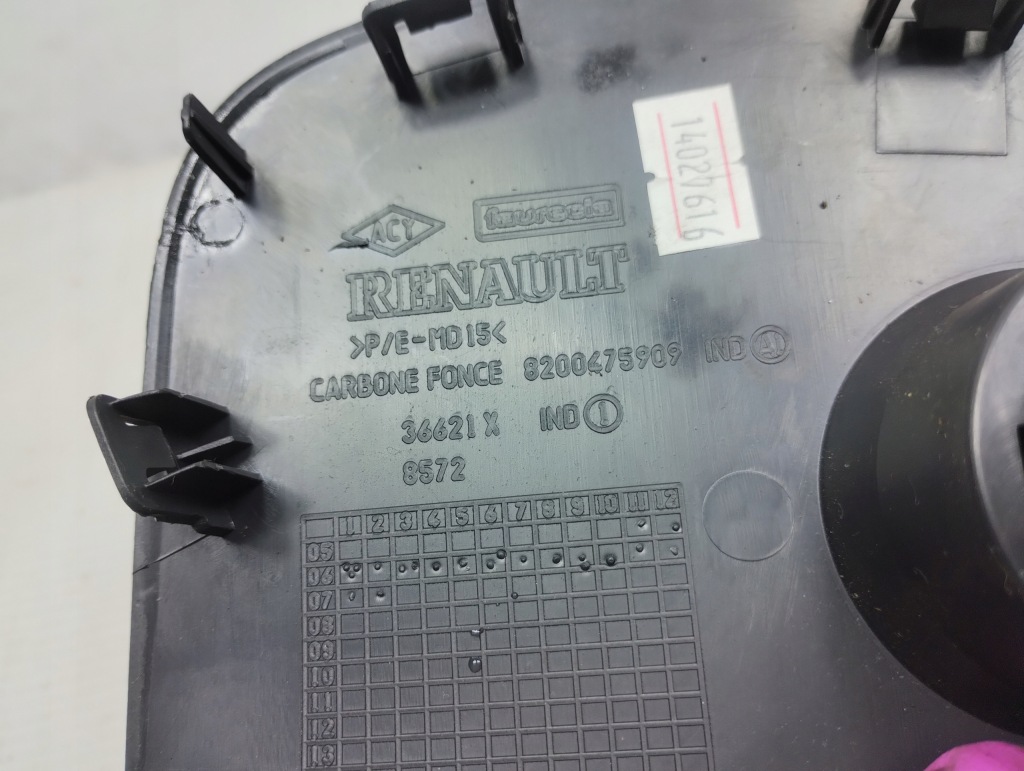 14027616
ACY
faurecia
RENAULT
>P/E-MD15<
CARBONE FONCE 8200475909 IND A
36621 X IND I
8572
1 2 3 4 5 6 7 8 9 10 11 12
05
06
07
08
09
10
11
12
13